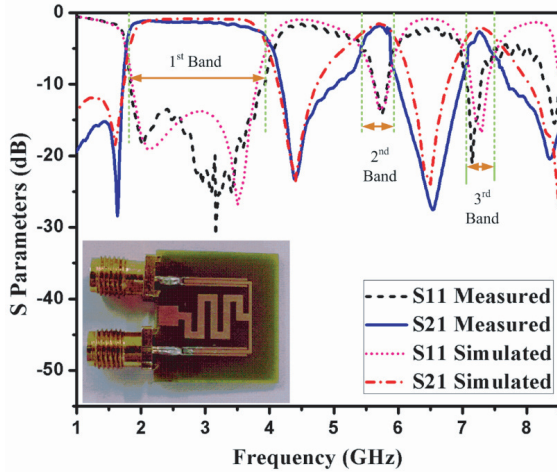 0
-10
-20
-30
-40
-50
S Parameters (dB)
1st Band
2nd
Band
3rd
Band
S11 Measured
S21 Measured
S11 Simulated
S21 Simulated
1 2 3 4 5 6 7 8
Frequency (GHz)